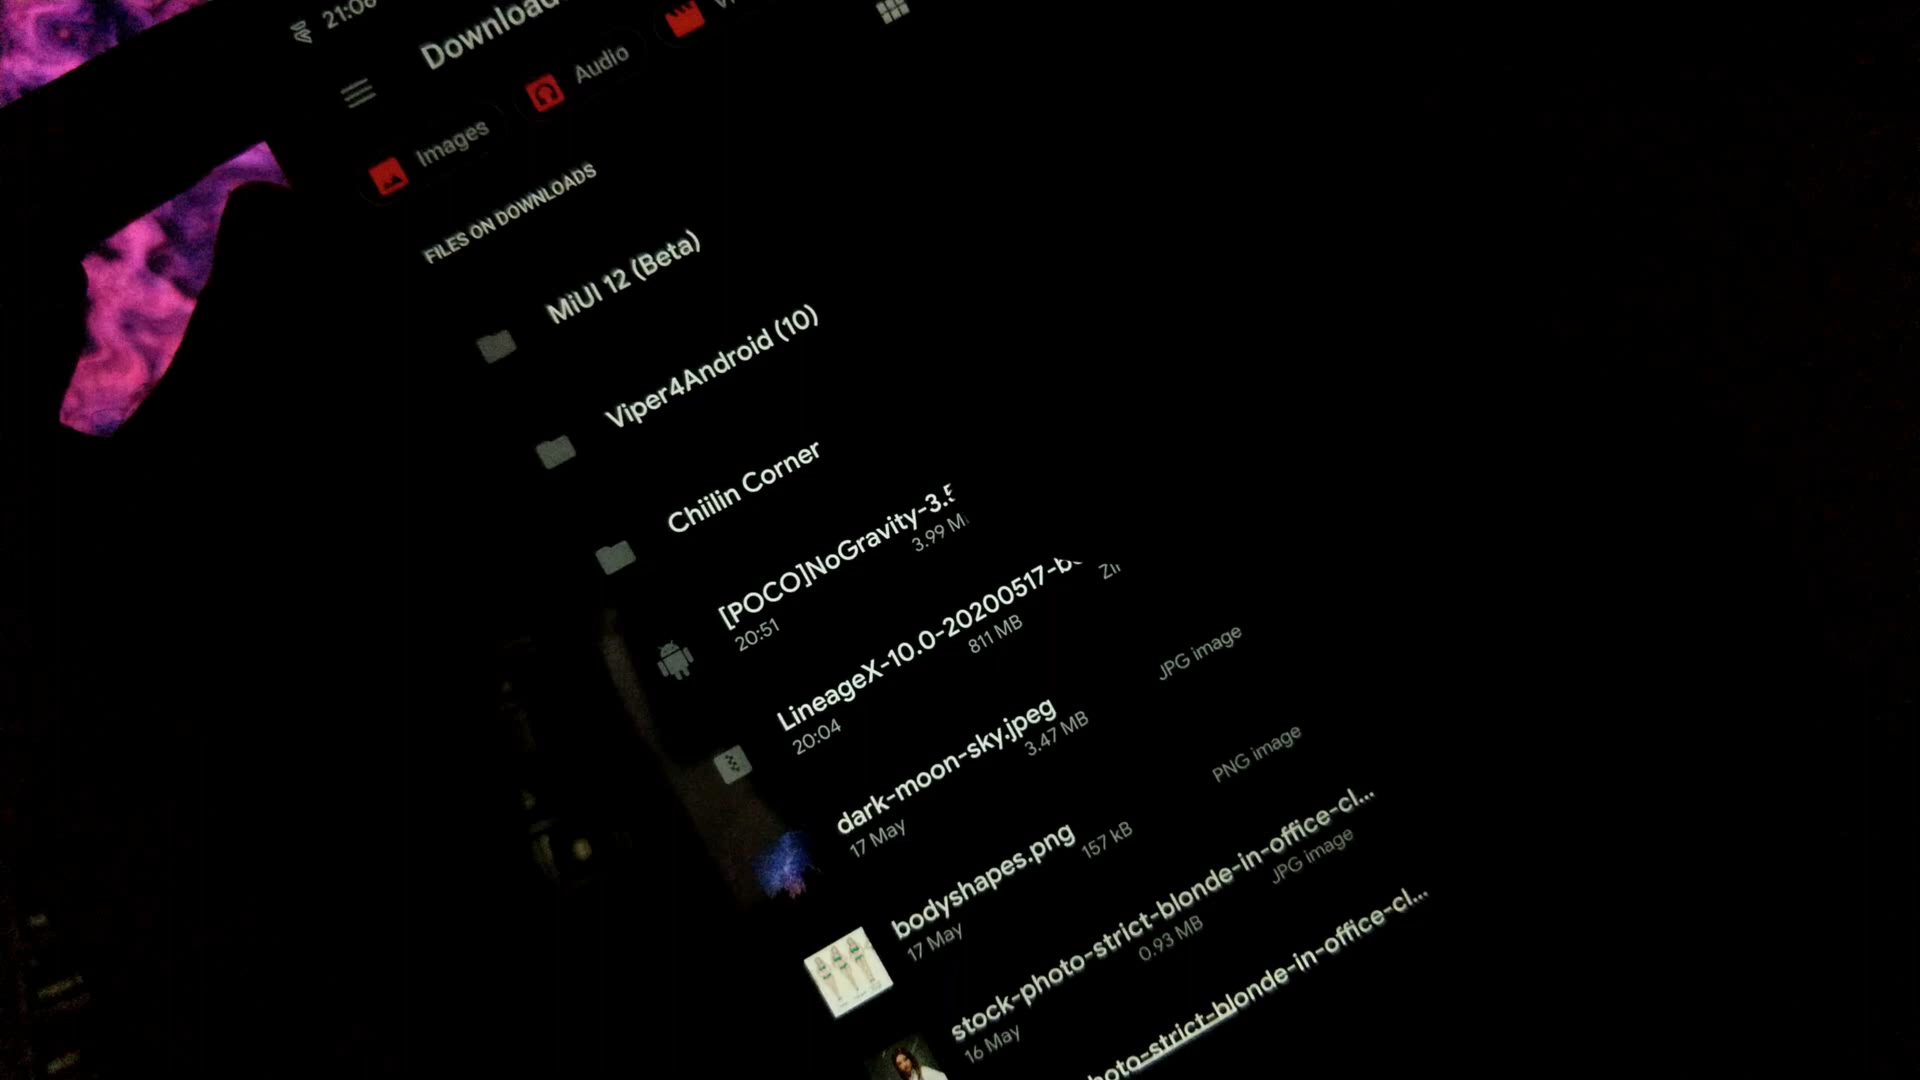 21:06
Downloads
Images
Audio
FILES ON DOWNLOADS
MiUI 12 (Beta)
Viper4Android (10)
Chiilin Corner
[POCO]NoGravity-3.5
20:51 3.99 M
LineageX-10.0-20200517-b
20:04 811 MB
dark-moon-sky.jpeg
17 May 3.47 MB JPG image
bodyshapes.png
17 May 157 kB PNG image
stock-photo-strict-blonde-in-office-cl...
16 May 0.93 MB JPG image
hoto-strict-blonde-in-office-cl...